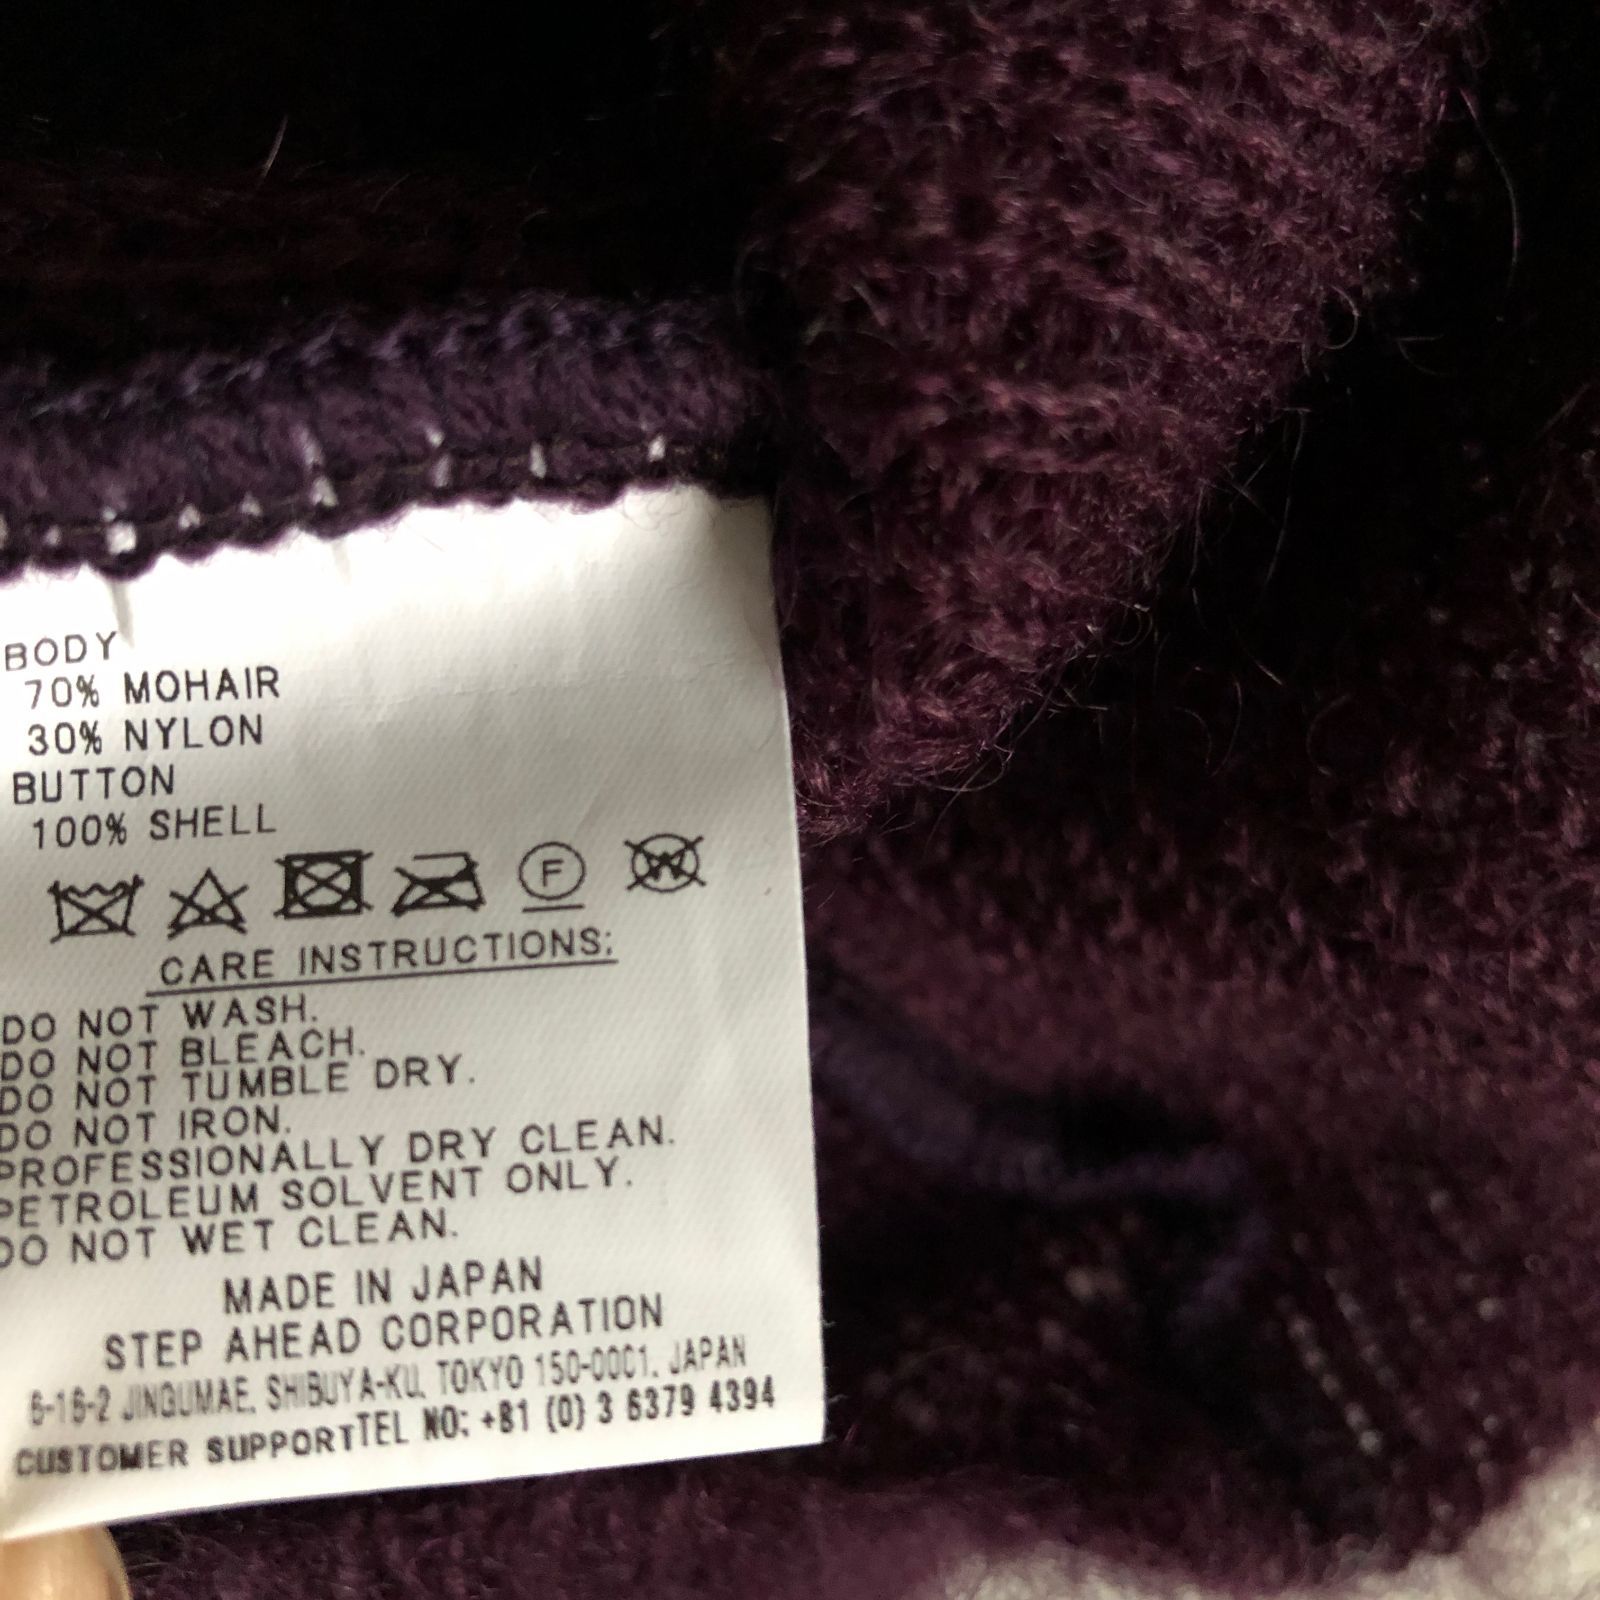 BODY
70% MOHAIR
30% NYLON
BUTTON
100% SHELL
F W
CARE INSTRUCTIONS:
DO NOT WASH.
DO NOT BLEACH.
DO NOT TUMBLE DRY.
DO NOT IRON.
PROFESSIONALLY DRY CLEAN.
PETROLEUM SOLVENT ONLY.
DO NOT WET CLEAN.
MADE IN JAPAN
STEP AHEAD CORPORATION
6-16-2 JINGUMAE, SHIBUYA-KU, TOKYO 150-0001, JAPAN
CUSTOMER SUPPORT TEL NO: +81 (0) 3 6379 4394